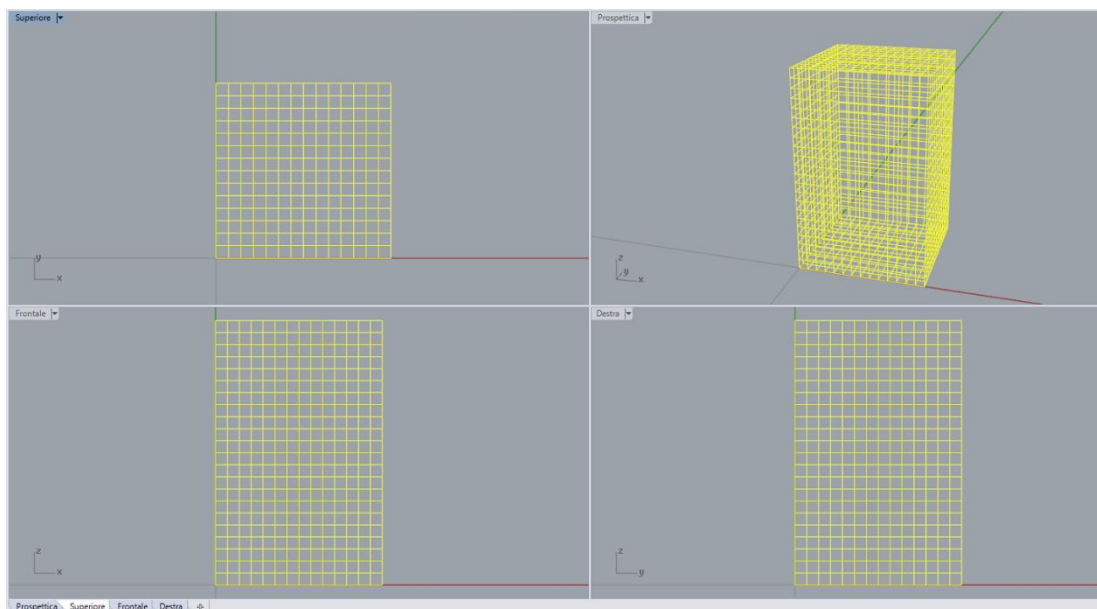 Superiore
Prospettica
y
x
z
y
x
Frontale
Destra
z
x
z
y
Prospettica Superiore Frontale Destra